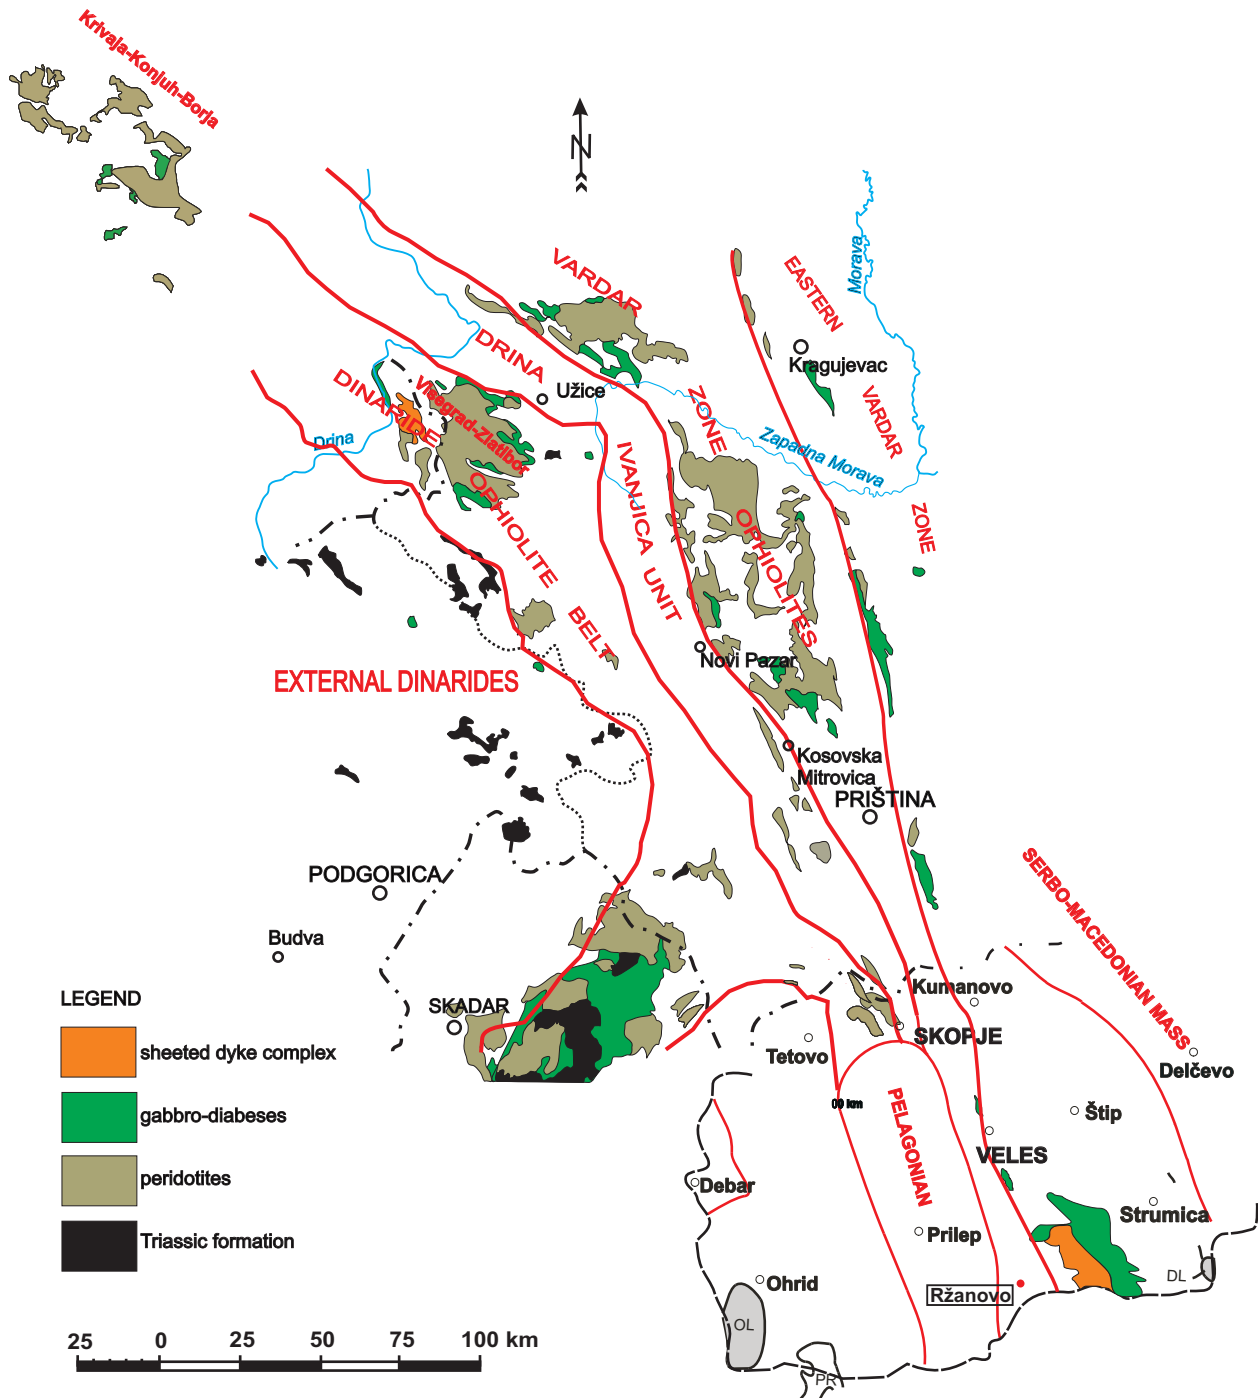 Krivaja-Konjuh-Borja
N
VARDAR
ZONE
OPHIOLITES
EASTERN
VARDAR
ZONE
Morava
Kragujevac
DRINA
IVANJICA UNIT
Užice
DINARIDE
OPHIOLITE
BELT
Višegrad-Zlatibor
Drina
Zapadna Morava
EXTERNAL DINARIDES
Novi Pazar
Kosovska
Mitrovica
PRIŠTINA
PODGORICA
Budva
SKADAR
SERBO-MACEDONIAN MASS
Kumanovo
SKOPJE
Tetovo
Delčevo
00 km
Štip
PELAGONIAN
VELES
Debar
Strumica
Prilep
Ohrid
Ržanovo
DL
OL
PR
LEGEND
sheeted dyke complex
gabbro-diabeses
peridotites
Triassic formation
25 0 25 50 75 100 km